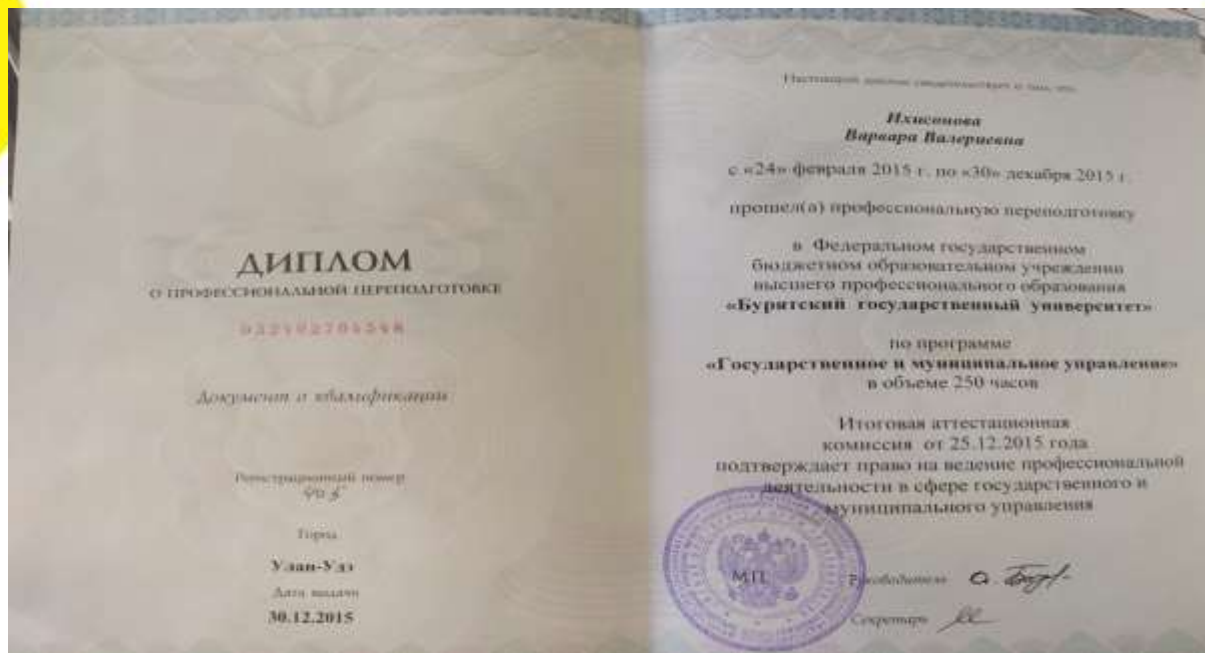 ДИПЛОМ
О ПРОФЕССИОНАЛЬНОЙ ПЕРЕПОДГОТОВКЕ
Документ о квалификации
Регистрационный номер
Город
Улан-Удэ
Дата выдачи
30.12.2015
Настоящий диплом свидетельствует о том, что
Варвара Валериевна
с «24» февраля 2015 г. по «30» декабря 2015 г.
прошел(а) профессиональную переподготовку
в Федеральном государственном
бюджетном образовательном учреждении
высшего профессионального образования
«Бурятский государственный университет»
по программе
«Государственное и муниципальное управление»
в объеме 250 часов
Итоговая аттестационная
комиссия от 25.12.2015 года
подтверждает право на ведение профессиональной
деятельности в сфере государственного и
муниципального управления
МП
Руководитель
Секретарь